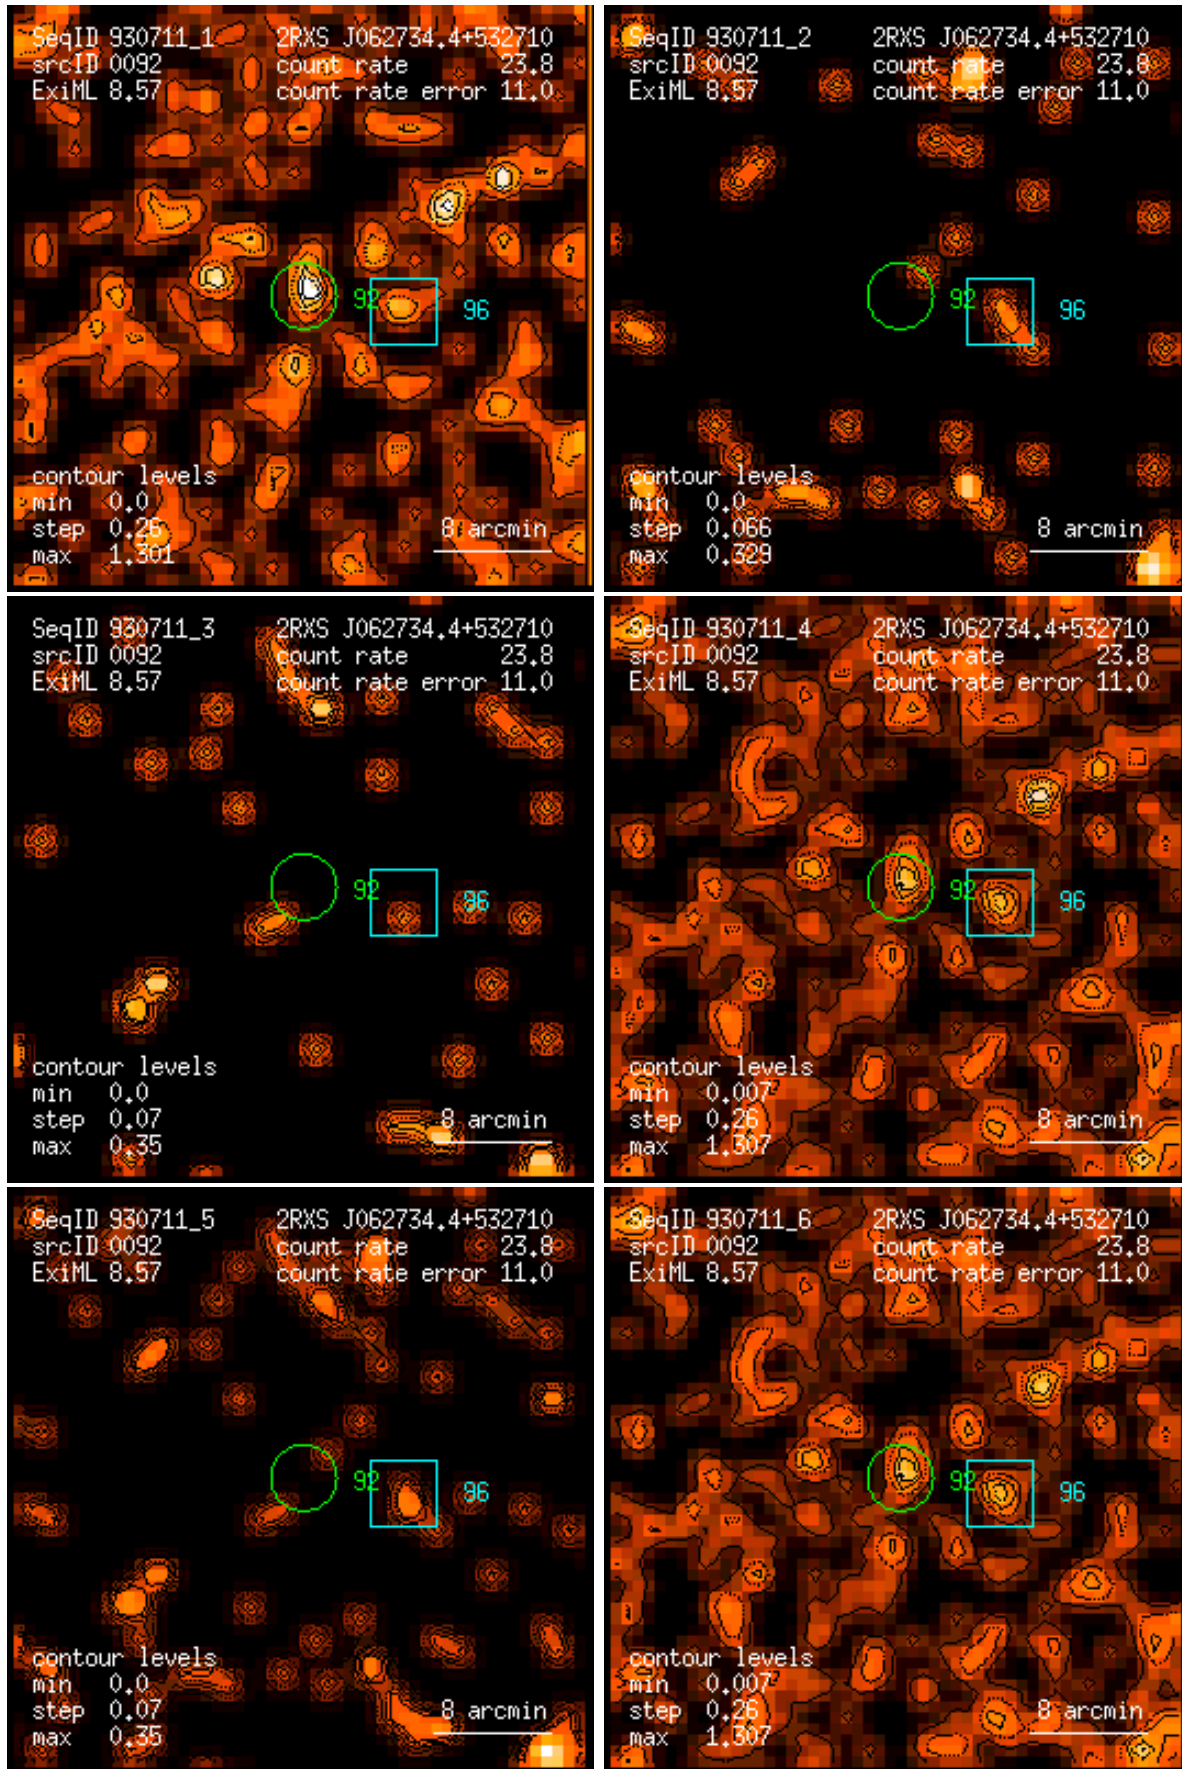 SeqID 930711_1 2RXS J062734.4+532710
srcID 0092 count rate 23.8
ExiML 8.57 count rate error 11.0
92
96
contour levels
min 0.0
step 0.26 8 arcmin
max 1.301
SeqID 930711_2 2RXS J062734.4+532710
srcID 0092 count rate 23.8
ExiML 8.57 count rate error 11.0
92
96
contour levels
min 0.0
step 0.066 8 arcmin
max 0.329
SeqID 930711_3 2RXS J062734.4+532710
srcID 0092 count rate 23.8
ExiML 8.57 count rate error 11.0
92
96
contour levels
min 0.0
step 0.07 8 arcmin
max 0.35
SeqID 930711_4 2RXS J062734.4+532710
srcID 0092 count rate 23.8
ExiML 8.57 count rate error 11.0
92
96
contour levels
min 0.007
step 0.26 8 arcmin
max 1.307
SeqID 930711_5 2RXS J062734.4+532710
srcID 0092 count rate 23.8
ExiML 8.57 count rate error 11.0
92
96
contour levels
min 0.0
step 0.07 8 arcmin
max 0.35
SeqID 930711_6 2RXS J062734.4+532710
srcID 0092 count rate 23.8
ExiML 8.57 count rate error 11.0
92
96
contour levels
min 0.007
step 0.26 8 arcmin
max 1.307